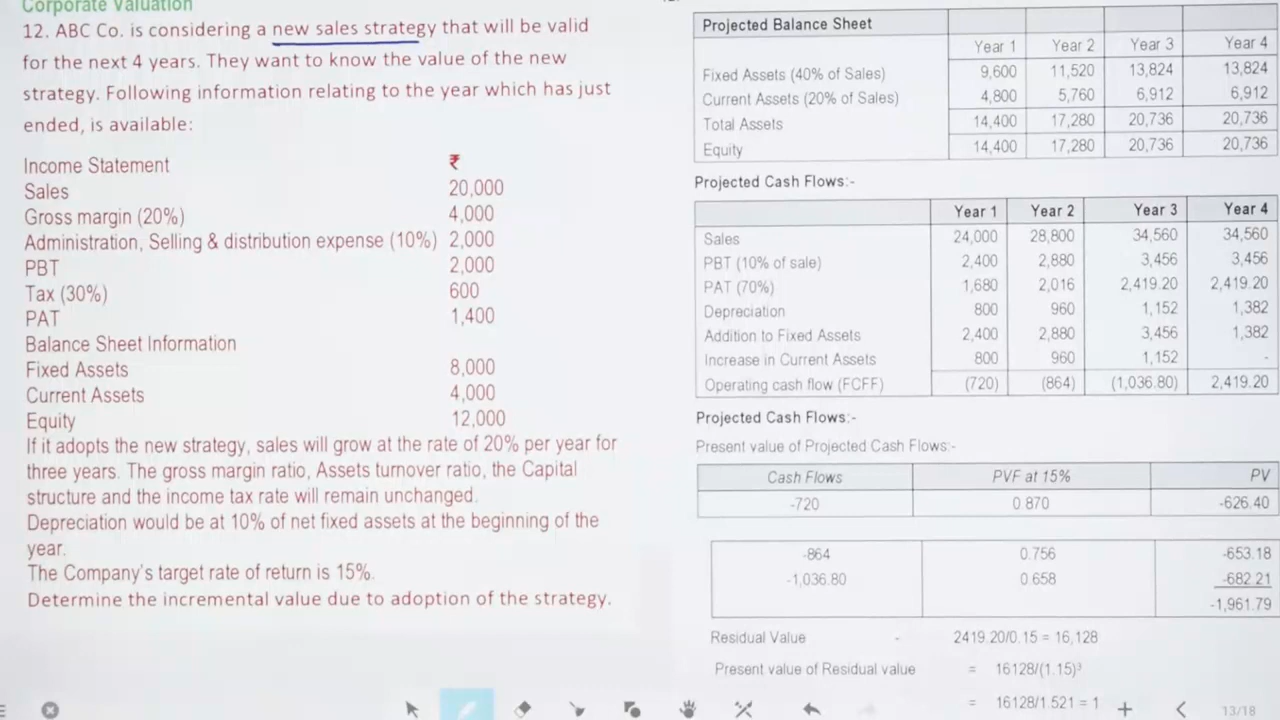 Corporate Valuation
12. ABC Co. is considering a new sales strategy that will be valid
for the next 4 years. They want to know the value of the new
strategy. Following information relating to the year which has just
ended, is available:
Income Statement ₹
Sales 20,000
Gross margin (20%) 4,000
Administration, Selling & distribution expense (10%) 2,000
PBT 2,000
Tax (30%) 600
PAT 1,400
Balance Sheet Information
Fixed Assets 8,000
Current Assets 4,000
Equity 12,000
If it adopts the new strategy, sales will grow at the rate of 20% per year for
three years. The gross margin ratio, Assets turnover ratio, the Capital
structure and the income tax rate will remain unchanged.
Depreciation would be at 10% of net fixed assets at the beginning of the
year.
The Company's target rate of return is 15%.
Determine the incremental value due to adoption of the strategy.
Projected Balance Sheet
Year 1 Year 2 Year 3 Year 4
Fixed Assets (40% of Sales) 9,600 11,520 13,824 13,824
Current Assets (20% of Sales) 4,800 5,760 6,912 6,912
Total Assets 14,400 17,280 20,736 20,736
Equity 14,400 17,280 20,736 20,736
Projected Cash Flows:-
Year 1 Year 2 Year 3 Year 4
Sales 24,000 28,800 34,560 34,560
PBT (10% of sale) 2,400 2,880 3,456 3,456
PAT (70%) 1,680 2,016 2,419.20 2,419.20
Depreciation 800 960 1,152 1,382
Addition to Fixed Assets 2,400 2,880 3,456 1,382
Increase in Current Assets 800 960 1,152 -
Operating cash flow (FCFF) (720) (864) (1,036.80) 2,419.20
Projected Cash Flows:-
Present value of Projected Cash Flows:-
Cash Flows PVF at 15% PV
-720 0.870 -626.40
-864 0.756 -653.18
-1,036.80 0.658 -682.21
-1,961.79
Residual Value - 2419.20/0.15 = 16,128
Present value of Residual value = 16128/(1.15)³
= 16128/1.521 = 1
13/18